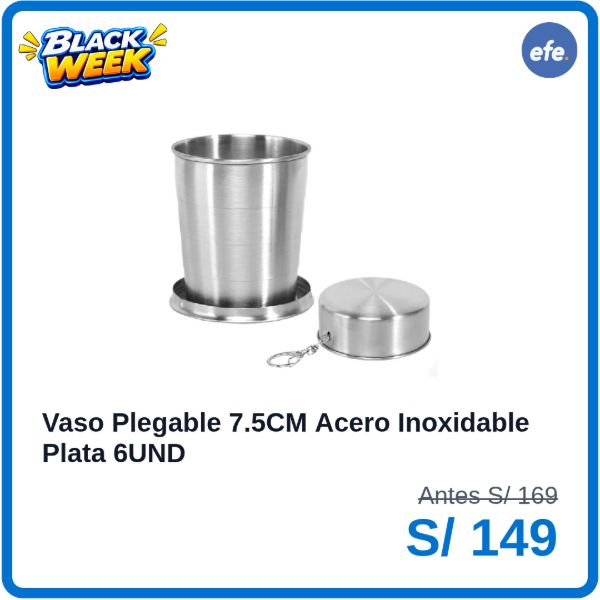 BLACK
WEEK
efe.
Vaso Plegable 7.5CM Acero Inoxidable
Plata 6UND
Antes S/ 169
S/ 149